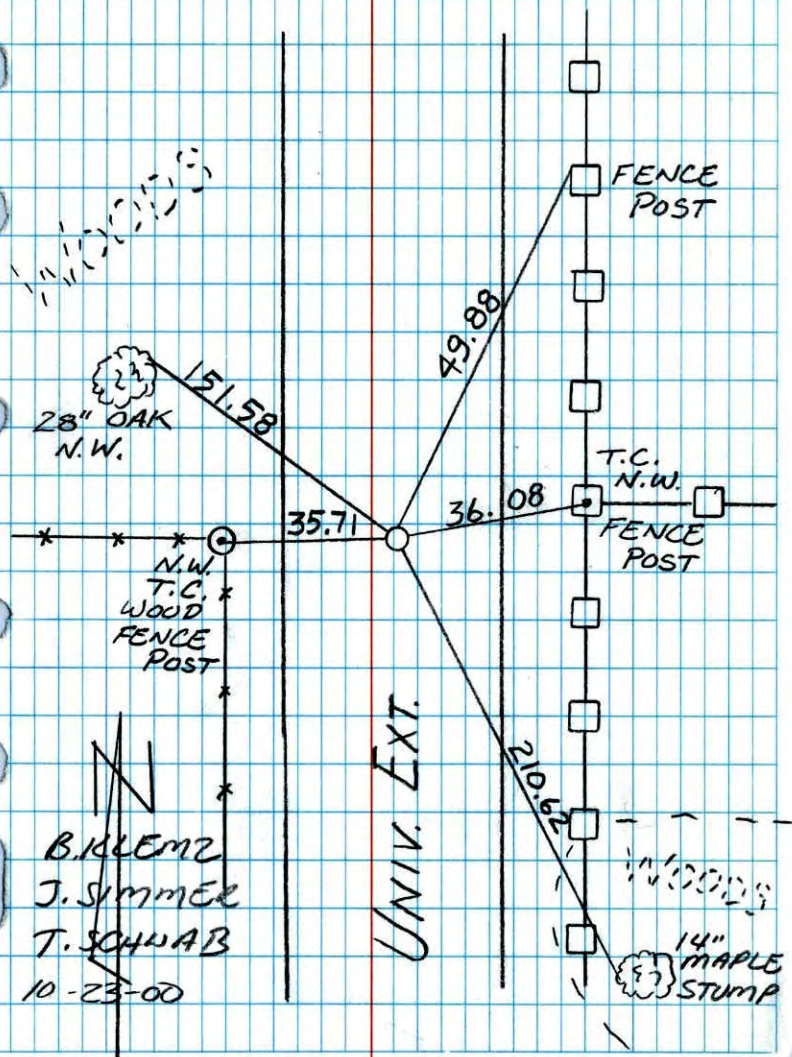 WOODS
FENCE
POST
49.88
151.58
28" OAK
N.W.
T.C.
N.W.
36.08
35.71
FENCE
POST
N.W.
T.C.
WOOD
FENCE
POST
UNIV. EXT.
210.62
N
WOODS
B. KLEMZ
J. SIMMER
T. SCHWAB
10-23-00
14"
MAPLE
STUMP